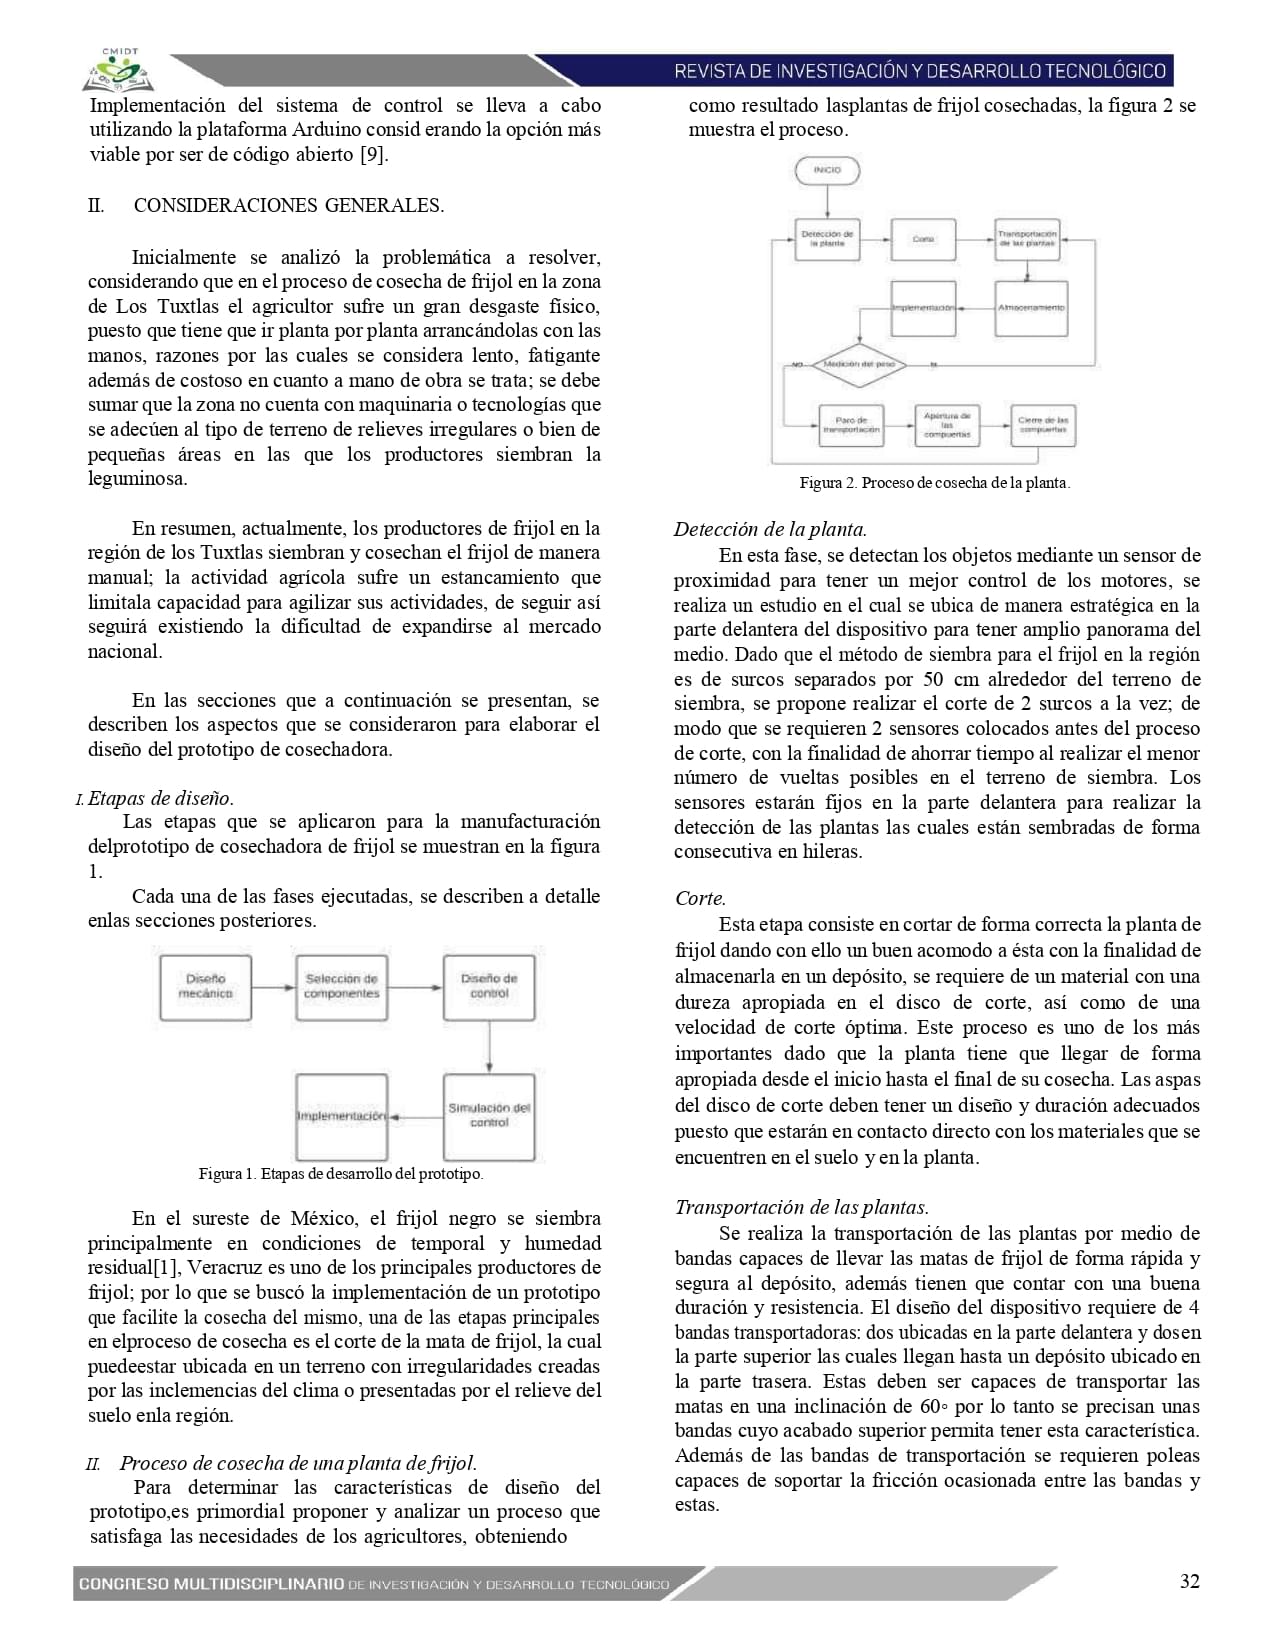 CMIDT
REVISTA DE INVESTIGACIÓN Y DESARROLLO TECNOLÓGICO
Implementación del sistema de control se lleva a cabo
utilizando la plataforma Arduino consid erando la opción más
viable por ser de código abierto [9].
II. CONSIDERACIONES GENERALES.
Inicialmente se analizó la problemática a resolver,
considerando que en el proceso de cosecha de frijol en la zona
de Los Tuxtlas el agricultor sufre un gran desgaste físico,
puesto que tiene que ir planta por planta arrancándolas con las
manos, razones por las cuales se considera lento, fatigante
además de costoso en cuanto a mano de obra se trata; se debe
sumar que la zona no cuenta con maquinaria o tecnologías que
se adecúen al tipo de terreno de relieves irregulares o bien de
pequeñas áreas en las que los productores siembran la
leguminosa.
En resumen, actualmente, los productores de frijol en la
región de los Tuxtlas siembran y cosechan el frijol de manera
manual; la actividad agrícola sufre un estancamiento que
limitala capacidad para agilizar sus actividades, de seguir así
seguirá existiendo la dificultad de expandirse al mercado
nacional.
En las secciones que a continuación se presentan, se
describen los aspectos que se consideraron para elaborar el
diseño del prototipo de cosechadora.
I. Etapas de diseño.
Las etapas que se aplicaron para la manufacturación
delprototipo de cosechadora de frijol se muestran en la figura
1.
Cada una de las fases ejecutadas, se describen a detalle
enlas secciones posteriores.
Diseño
mecánico
Selección de
componentes
Diseño de
control
Implementación
Simulación del
control
Figura 1. Etapas de desarrollo del prototipo.
En el sureste de México, el frijol negro se siembra
principalmente en condiciones de temporal y humedad
residual[1], Veracruz es uno de los principales productores de
frijol; por lo que se buscó la implementación de un prototipo
que facilite la cosecha del mismo, una de las etapas principales
en elproceso de cosecha es el corte de la mata de frijol, la cual
puedeestar ubicada en un terreno con irregularidades creadas
por las inclemencias del clima o presentadas por el relieve del
suelo enla región.
II. Proceso de cosecha de una planta de frijol.
Para determinar las características de diseño del
prototipo,es primordial proponer y analizar un proceso que
satisfaga las necesidades de los agricultores, obteniendo
como resultado lasplantas de frijol cosechadas, la figura 2 se
muestra el proceso.
INICIO
Detección de
la planta
Corte
Transportación
de las plantas
Implementación
Almacenamiento
NO
Medición del peso
Paro de
transportación
Apertura de
las
compuertas
Cierre de las
compuertas
Figura 2. Proceso de cosecha de la planta.
Detección de la planta.
En esta fase, se detectan los objetos mediante un sensor de
proximidad para tener un mejor control de los motores, se
realiza un estudio en el cual se ubica de manera estratégica en la
parte delantera del dispositivo para tener amplio panorama del
medio. Dado que el método de siembra para el frijol en la región
es de surcos separados por 50 cm alrededor del terreno de
siembra, se propone realizar el corte de 2 surcos a la vez; de
modo que se requieren 2 sensores colocados antes del proceso
de corte, con la finalidad de ahorrar tiempo al realizar el menor
número de vueltas posibles en el terreno de siembra. Los
sensores estarán fijos en la parte delantera para realizar la
detección de las plantas las cuales están sembradas de forma
consecutiva en hileras.
Corte.
Esta etapa consiste en cortar de forma correcta la planta de
frijol dando con ello un buen acomodo a ésta con la finalidad de
almacenarla en un depósito, se requiere de un material con una
dureza apropiada en el disco de corte, así como de una
velocidad de corte óptima. Este proceso es uno de los más
importantes dado que la planta tiene que llegar de forma
apropiada desde el inicio hasta el final de su cosecha. Las aspas
del disco de corte deben tener un diseño y duración adecuados
puesto que estarán en contacto directo con los materiales que se
encuentren en el suelo y en la planta.
Transportación de las plantas.
Se realiza la transportación de las plantas por medio de
bandas capaces de llevar las matas de frijol de forma rápida y
segura al depósito, además tienen que contar con una buena
duración y resistencia. El diseño del dispositivo requiere de 4
bandas transportadoras: dos ubicadas en la parte delantera y dosen
la parte superior las cuales llegan hasta un depósito ubicado en
la parte trasera. Estas deben ser capaces de transportar las
matas en una inclinación de 60◦ por lo tanto se precisan unas
bandas cuyo acabado superior permita tener esta característica.
Además de las bandas de transportación se requieren poleas
capaces de soportar la fricción ocasionada entre las bandas y
estas.
CONGRESO MULTIDISCIPLINARIO DE INVESTIGACIÓN Y DESARROLLO TECNOLÓGICO
32